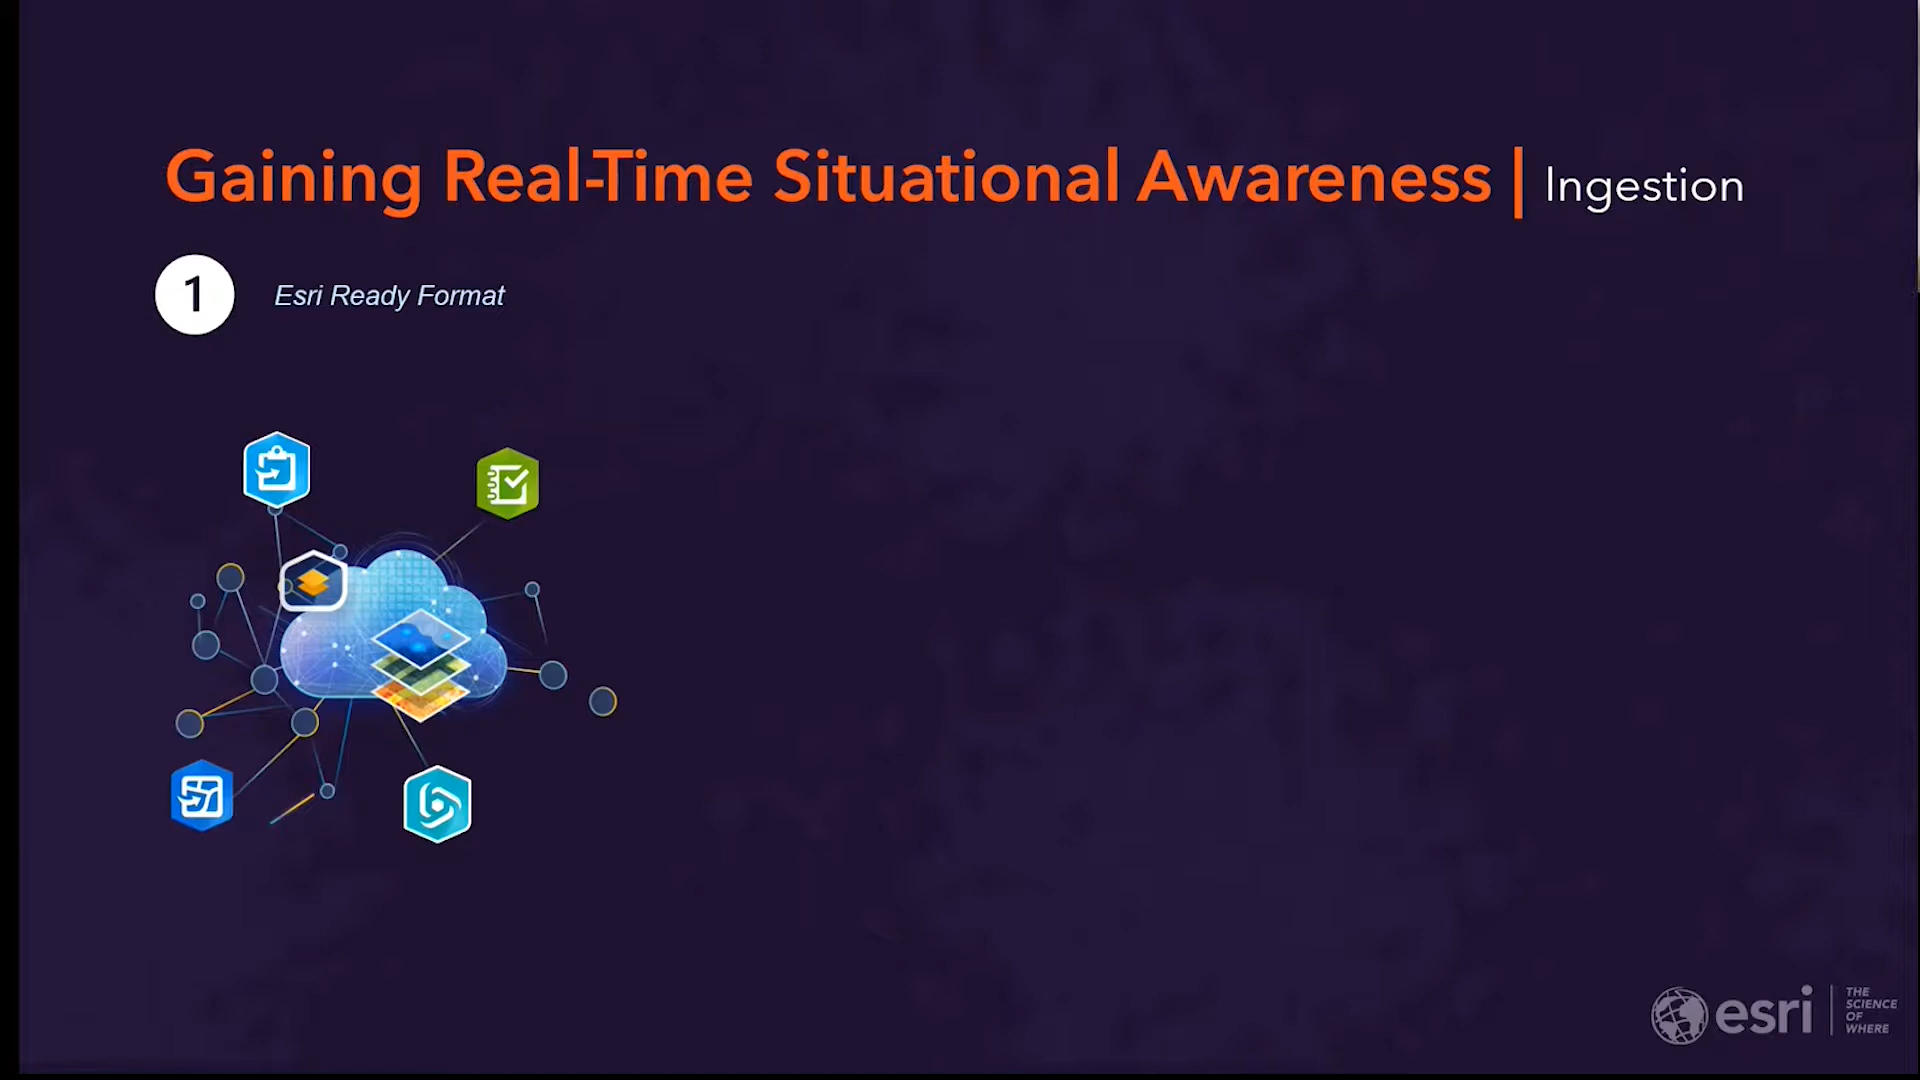 Gaining Real-Time Situational Awareness | Ingestion
1 Esri Ready Format
esri | THE
SCIENCE
OF
WHERE